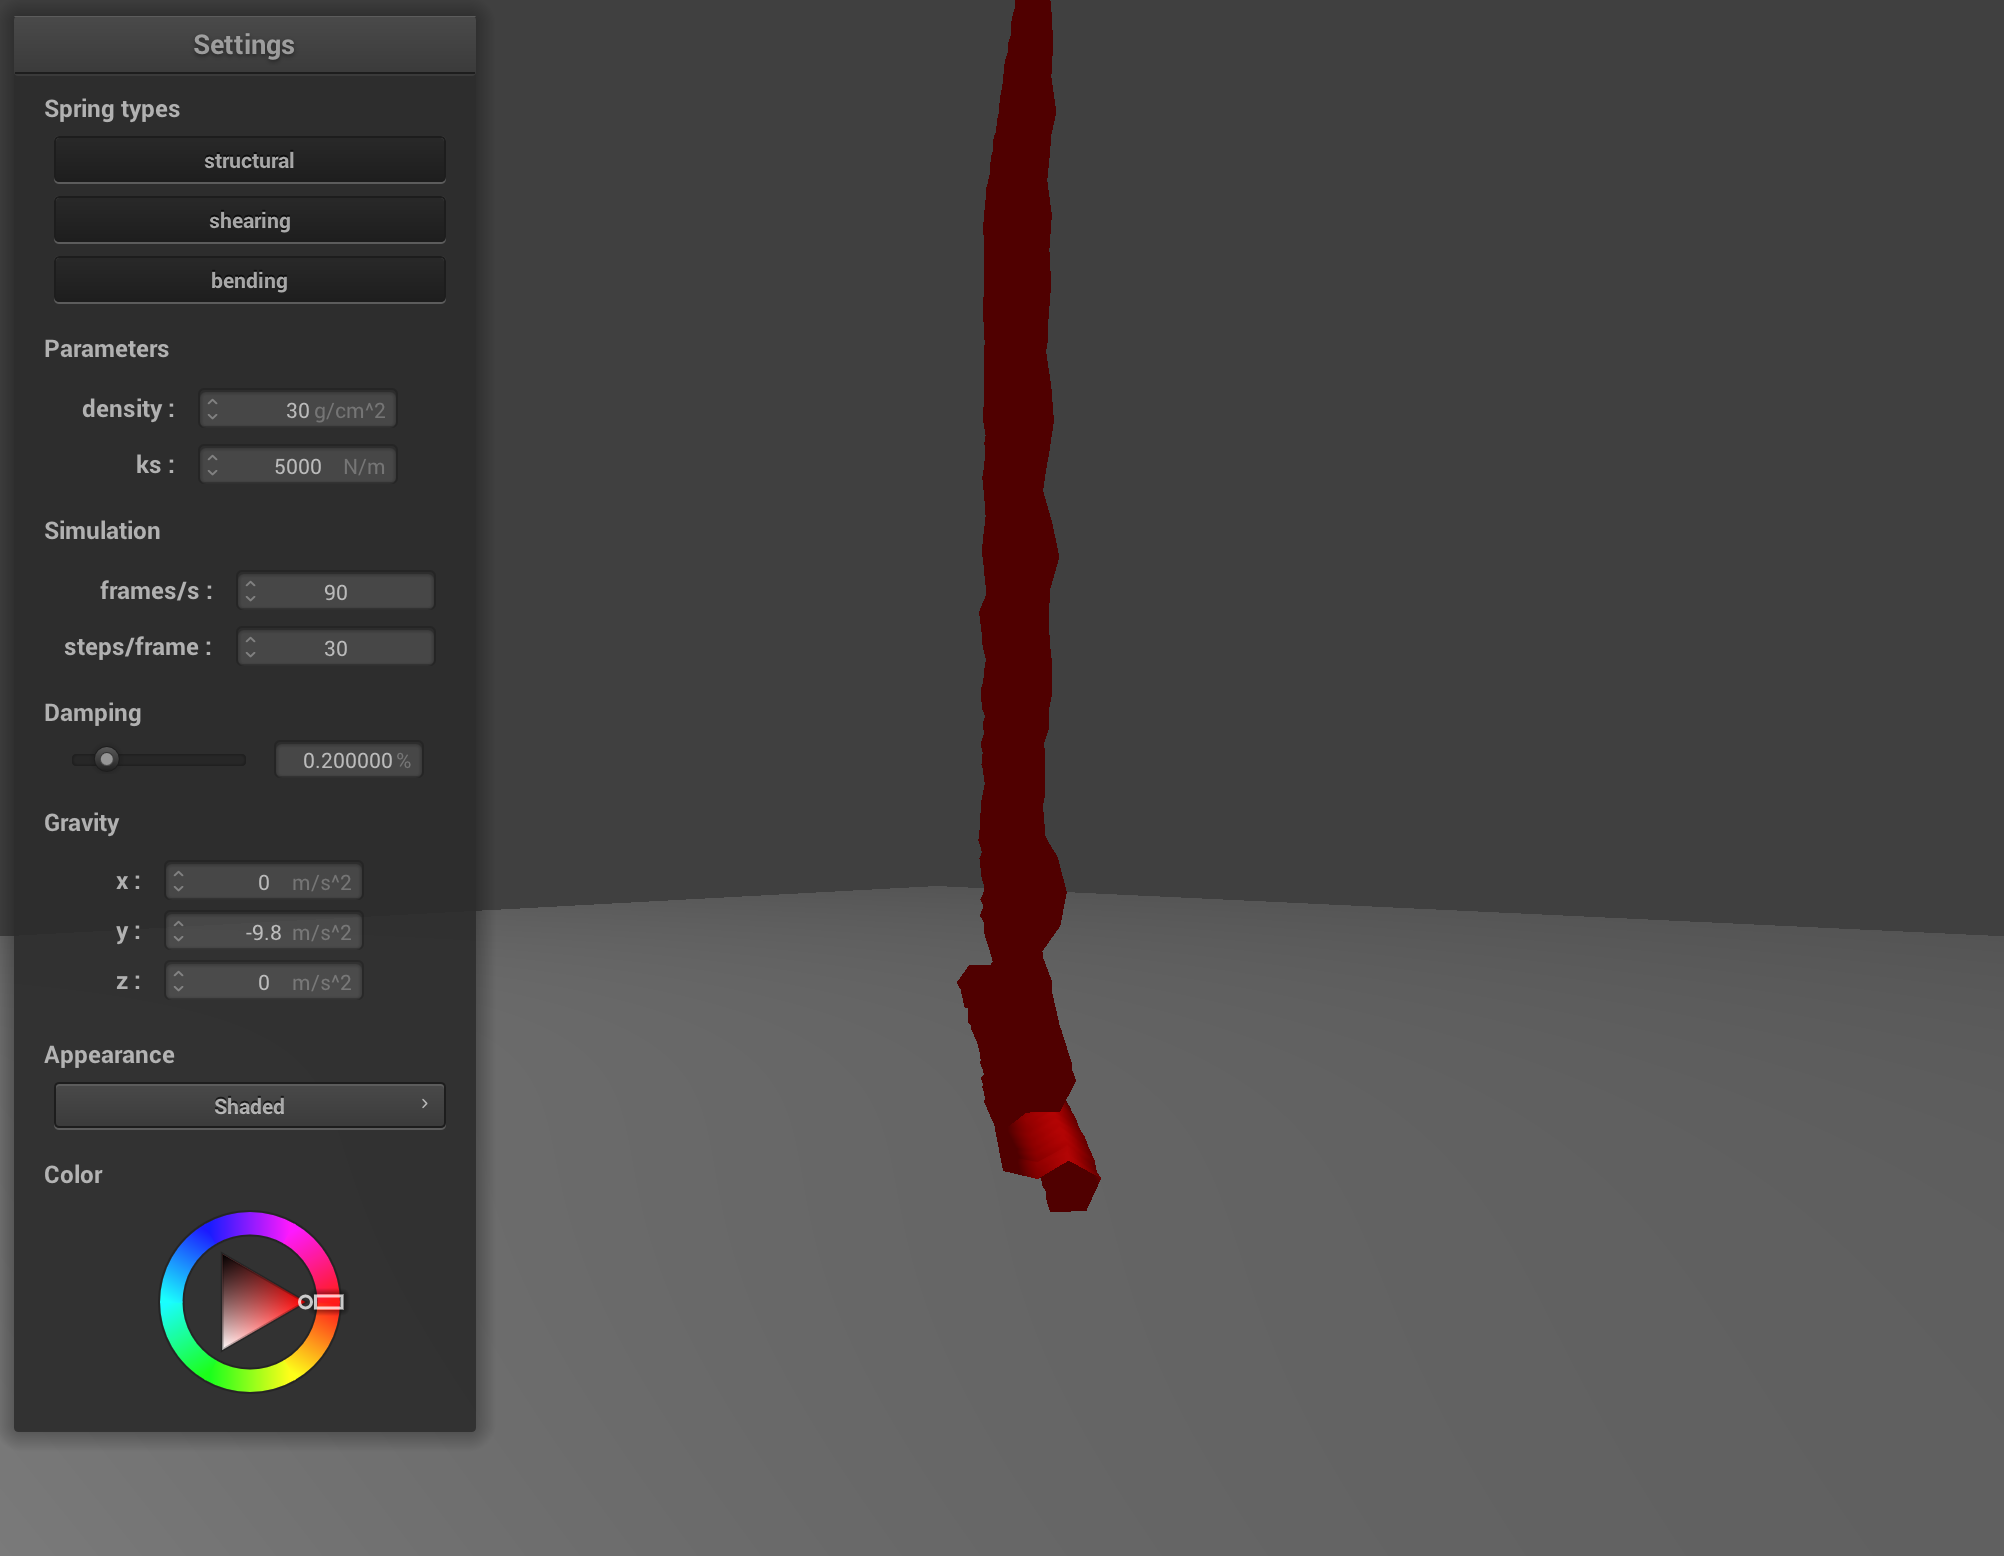 Settings
Spring types
structural
shearing
bending
Parameters
density : 30 g/cm^2
ks : 5000 N/m
Simulation
frames/s : 90
steps/frame : 30
Damping
0.200000 %
Gravity
x : 0 m/s^2
y : -9.8 m/s^2
z : 0 m/s^2
Appearance
Shaded
Color